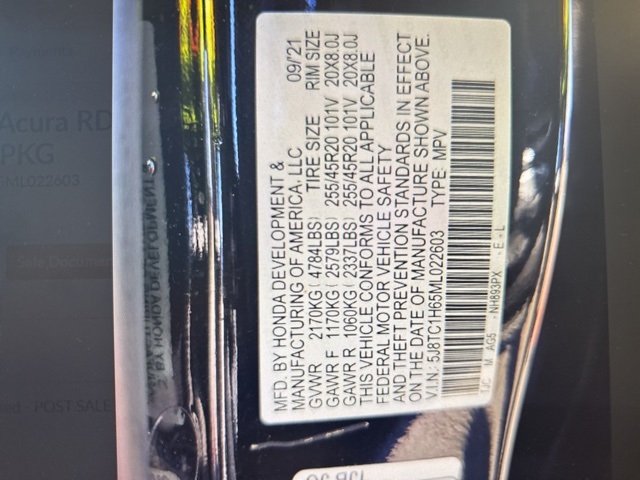 MFD. BY HONDA DEVELOPMENT &
MANUFACTURING OF AMERICA, LLC 09/'21
GVWR 2170KG (4784LBS) TIRE SIZE RIM SIZE
GAWR F 1170KG (2579LBS) 255/45R20 101V 20X8.0J
GAWR R 1060KG (2337LBS) 255/45R20 101V 20X8.0J
THIS VEHICLE CONFORMS TO ALL APPLICABLE
FEDERAL MOTOR VEHICLE SAFETY
AND THEFT PREVENTION STANDARDS IN EFFECT
ON THE DATE OF MANUFACTURE SHOWN ABOVE.
V.I.N.: 5J8TC1H65ML022603 TYPE: MPV
M AG5 NH893PX E - L
Acura RD
PKG
ML022603
POST SALE